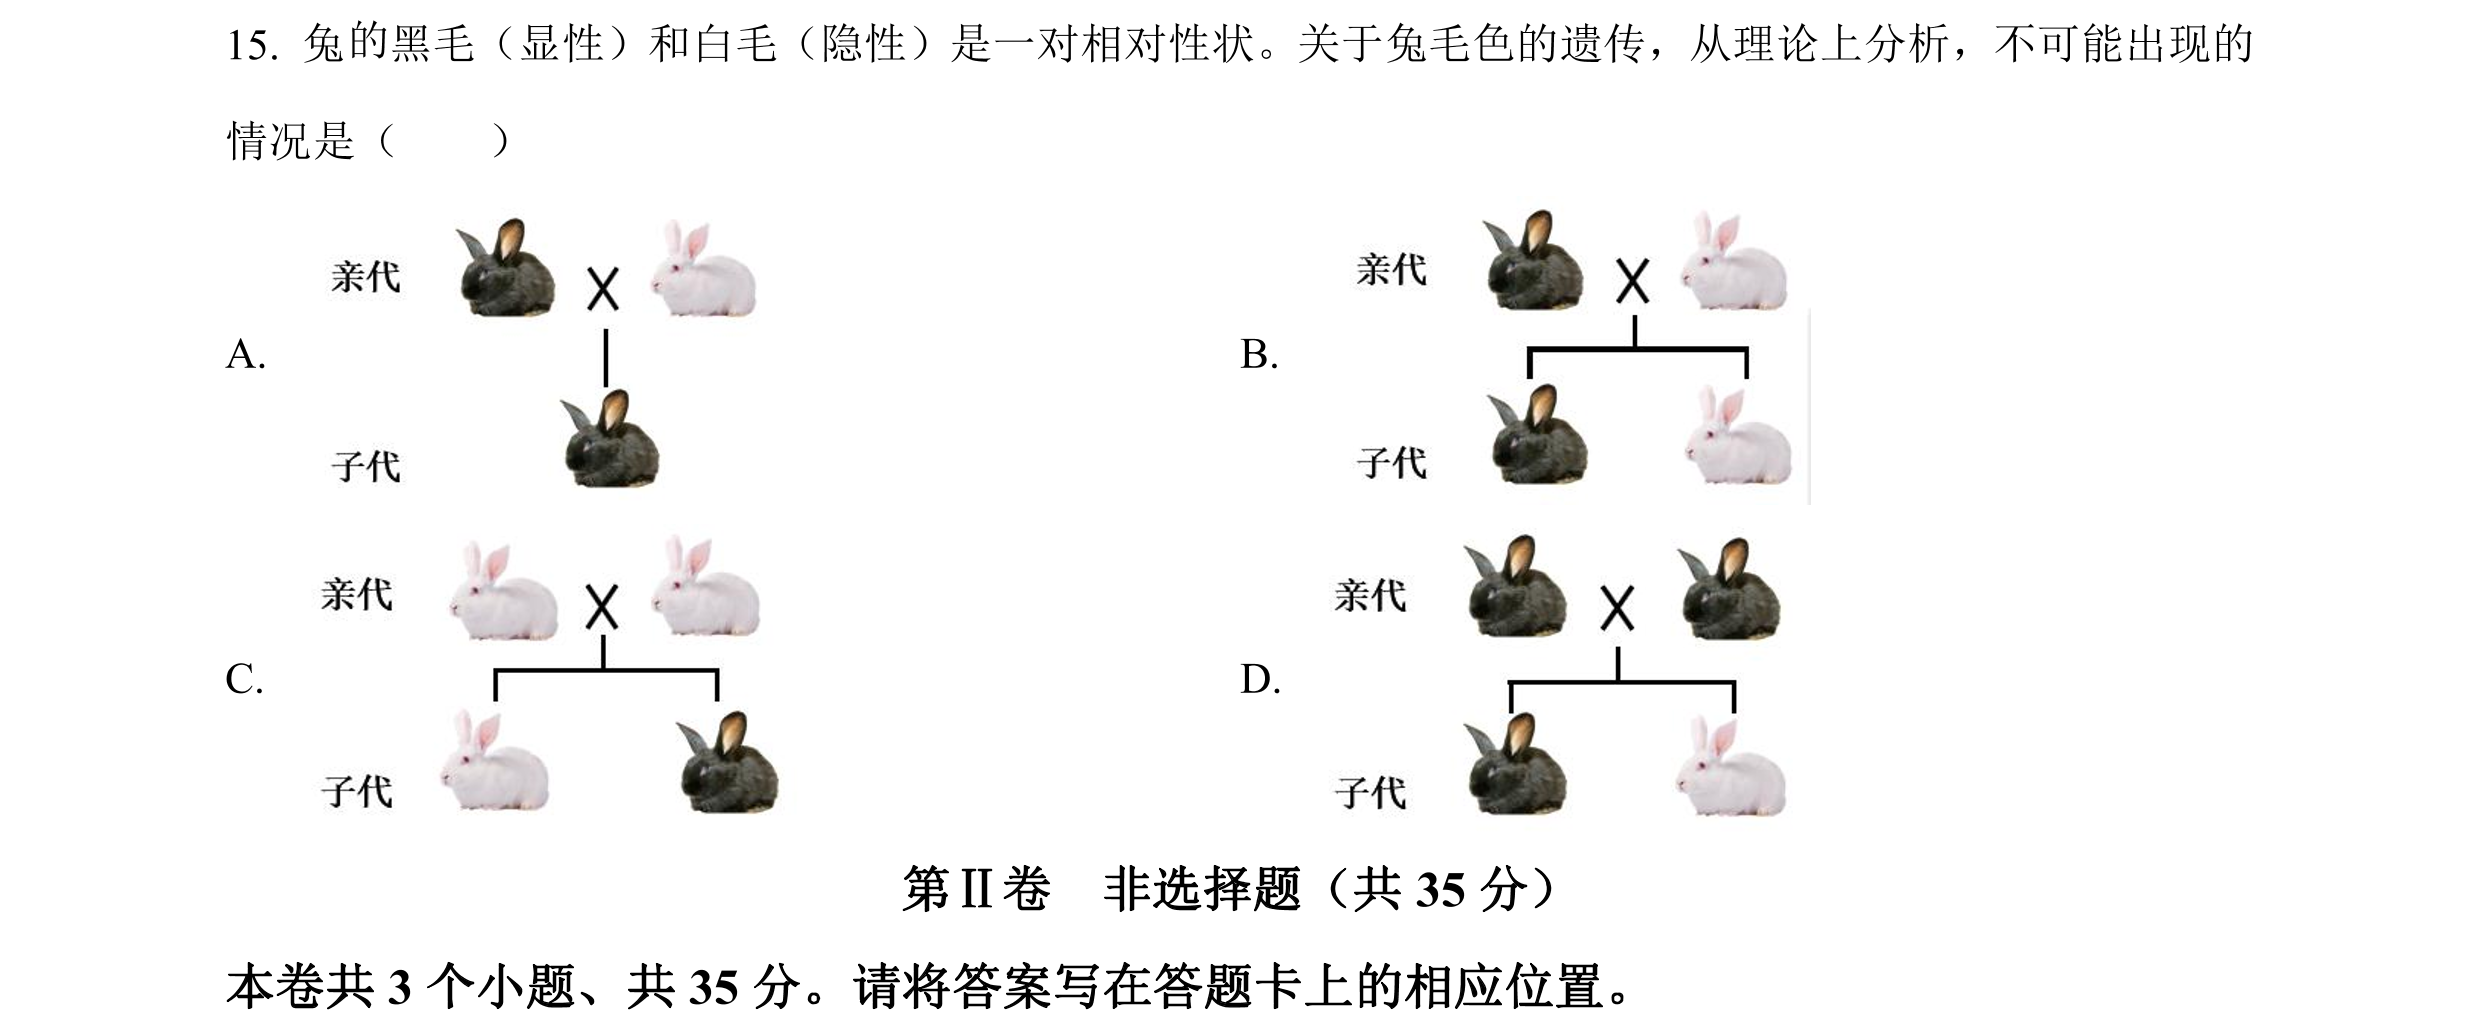 15. 兔的黑毛（显性）和白毛（隐性）是一对相对性状。关于兔毛色的遗传，从理论上分析，不可能出现的
情况是（  ）
A.
亲代
X
子代
B.
亲代
X
子代
C.
亲代
X
子代
D.
亲代
X
子代
第Ⅱ卷 非选择题（共 35 分）
本卷共 3 个小题、共 35 分。请将答案写在答题卡上的相应位置。